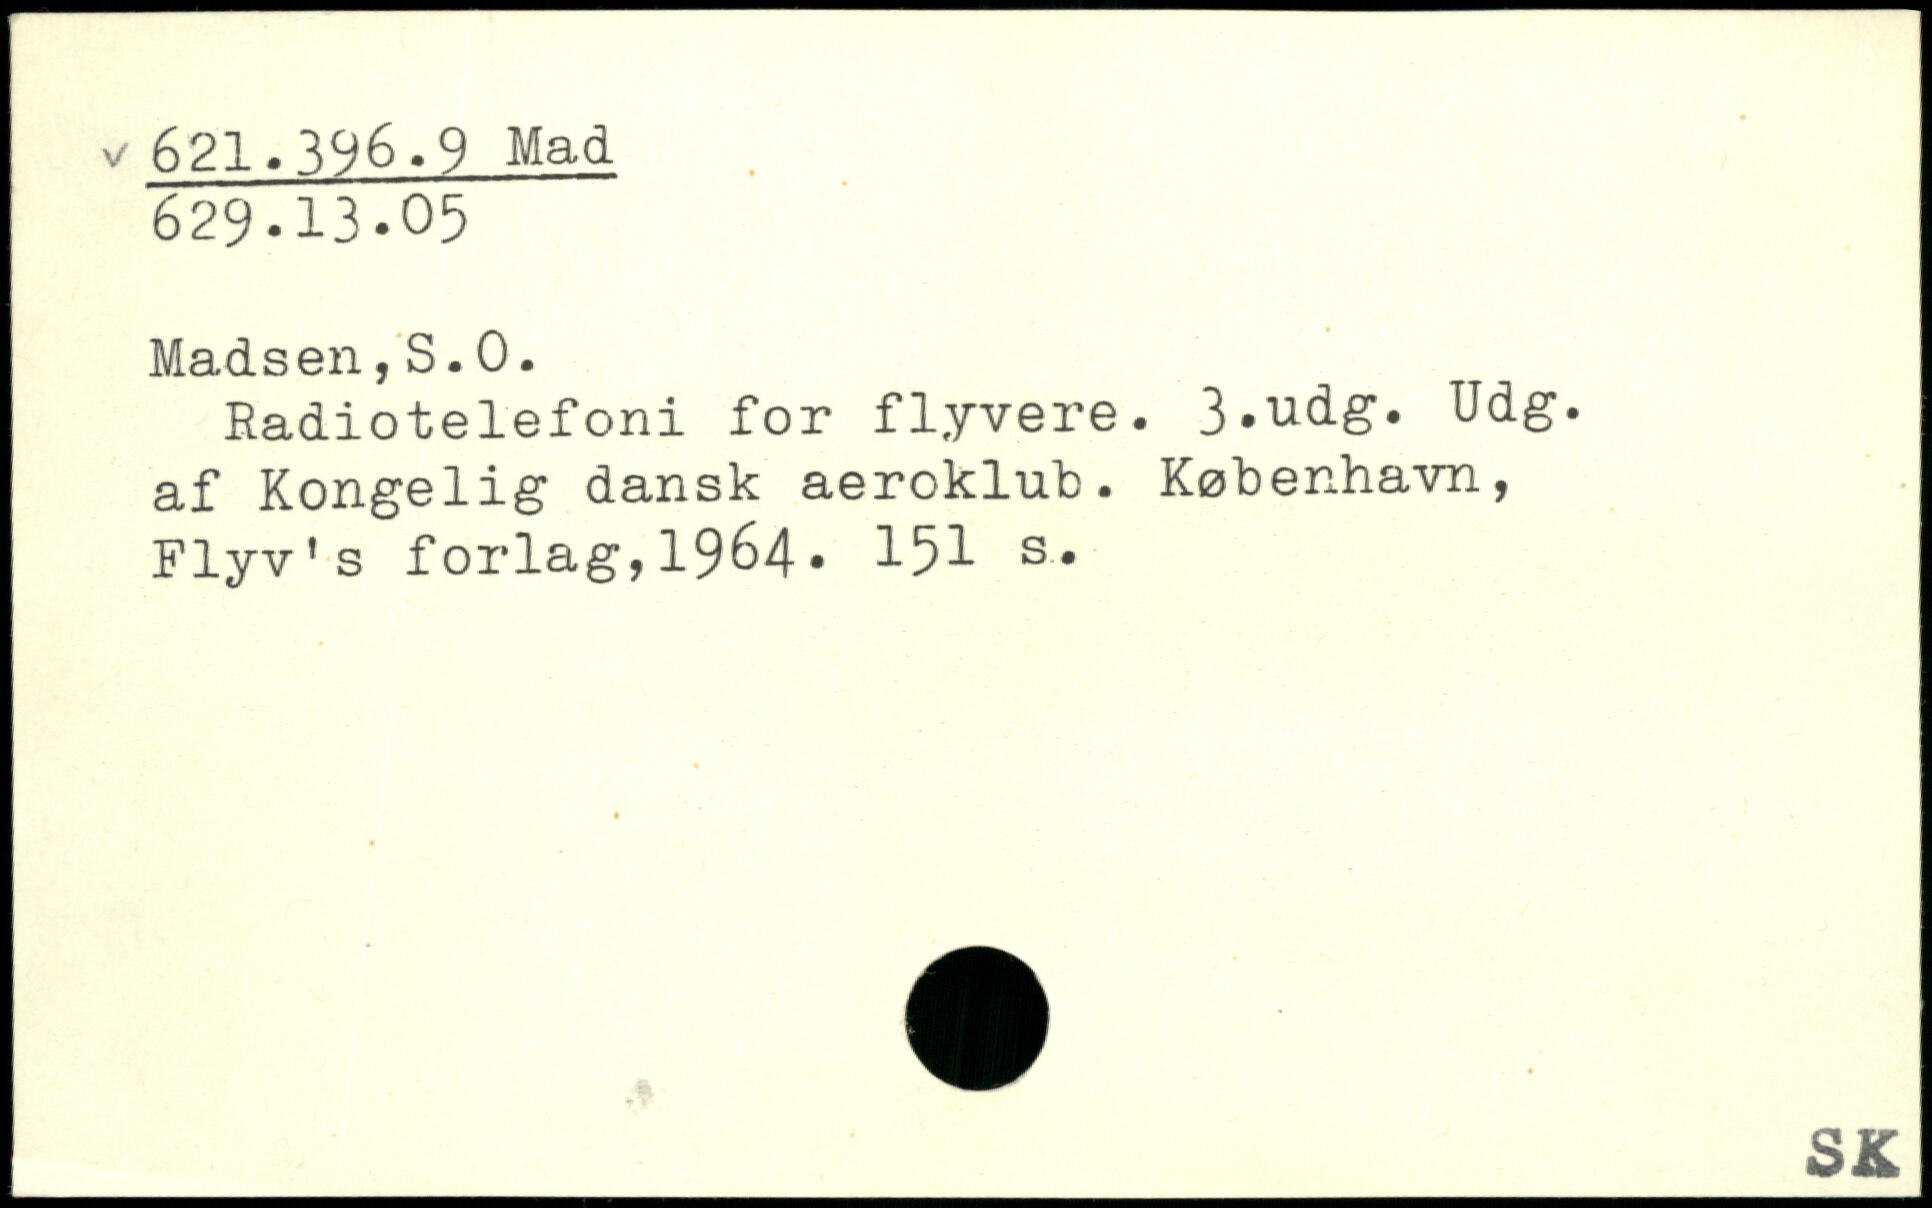 v 621.396.9 Mad
629.13.05
Madsen,S.O.
Radiotelefoni for flyvere. 3.udg. Udg.
af Kongelig dansk aeroklub. København,
Flyv's forlag,1964. 151 s.
SK